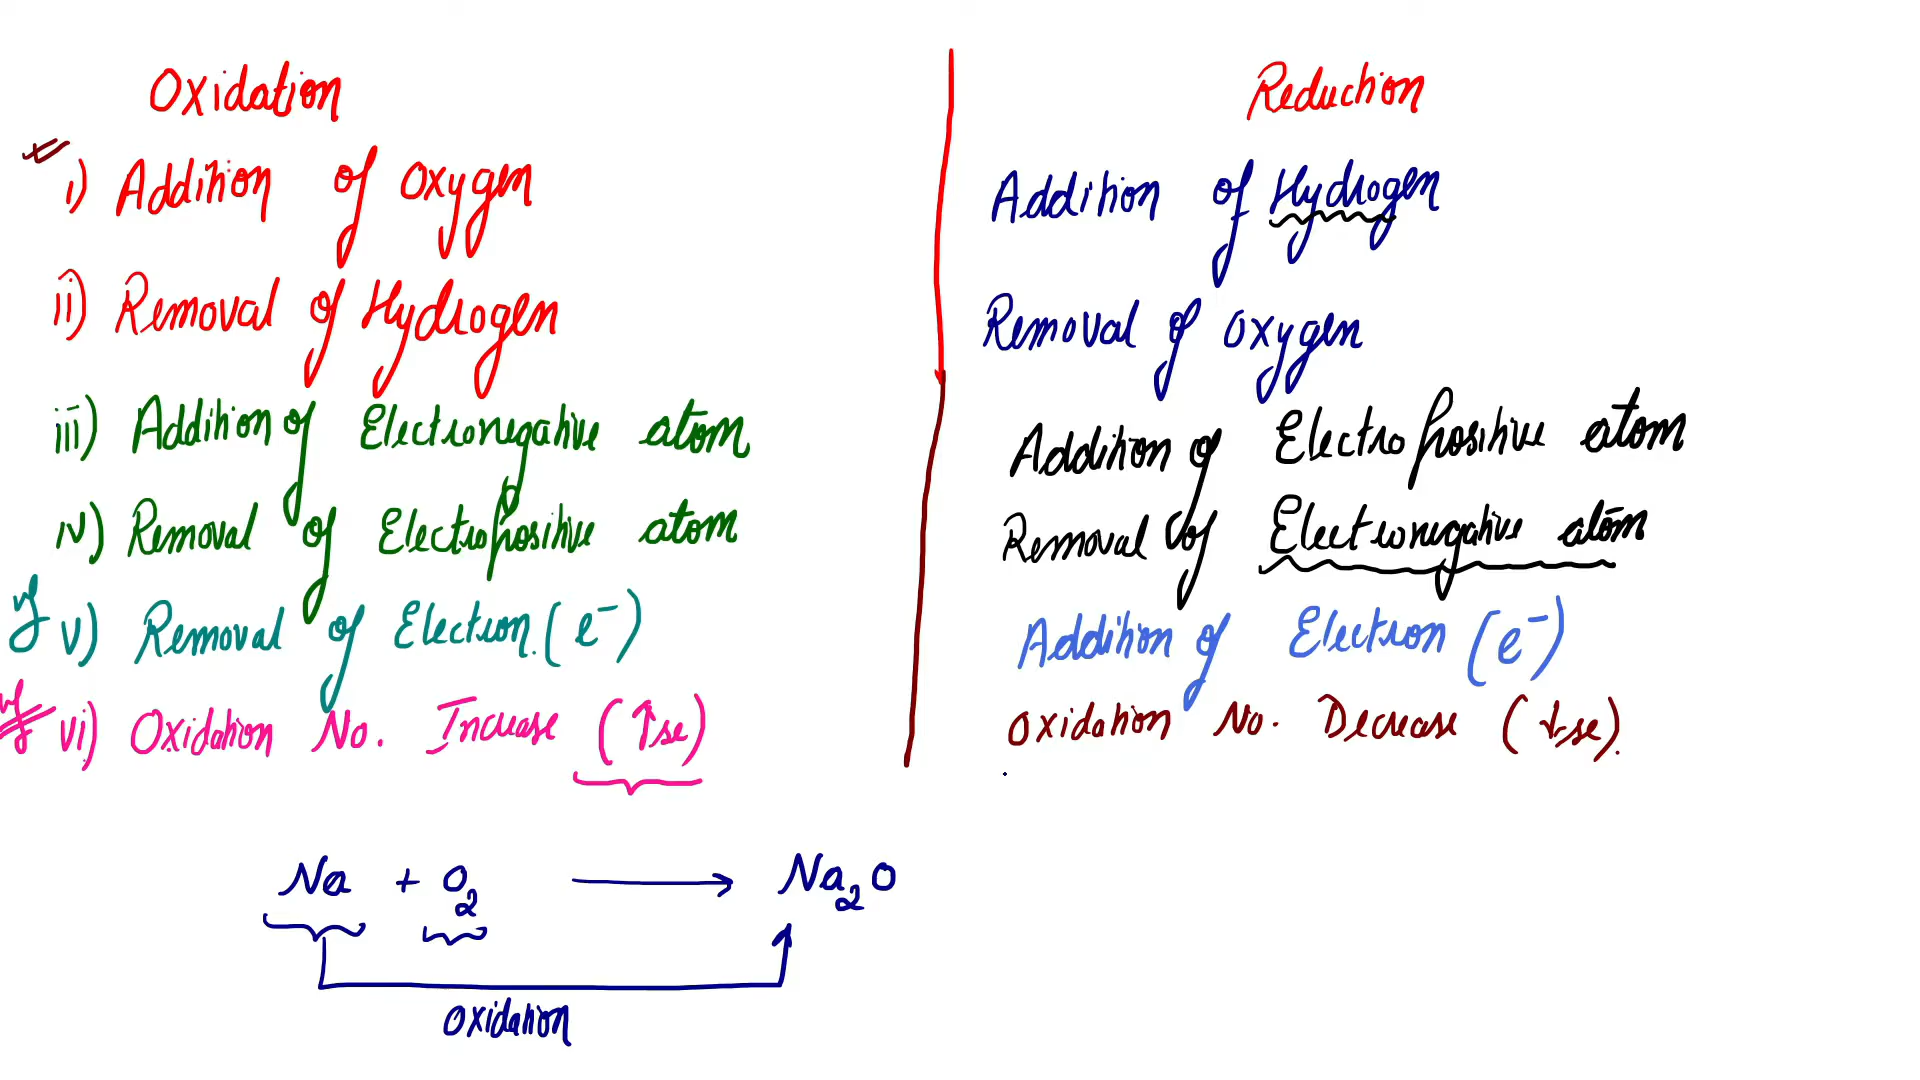 Oxidation
i) Addition of Oxygen
ii) Removal of Hydrogen
iii) Addition of Electronegative atom
iv) Removal of Electropositive atom
v) Removal of Electron. (e⁻)
vi) Oxidation No. Increase (↑se)
Reduction
Addition of Hydrogen
Removal of Oxygen
Addition of Electropositive atom
Removal of Electronegative atom
Addition of Electron (e⁻)
Oxidation No. Decrease (↓se).
Na + O₂ ⟶ Na₂O
Oxidation